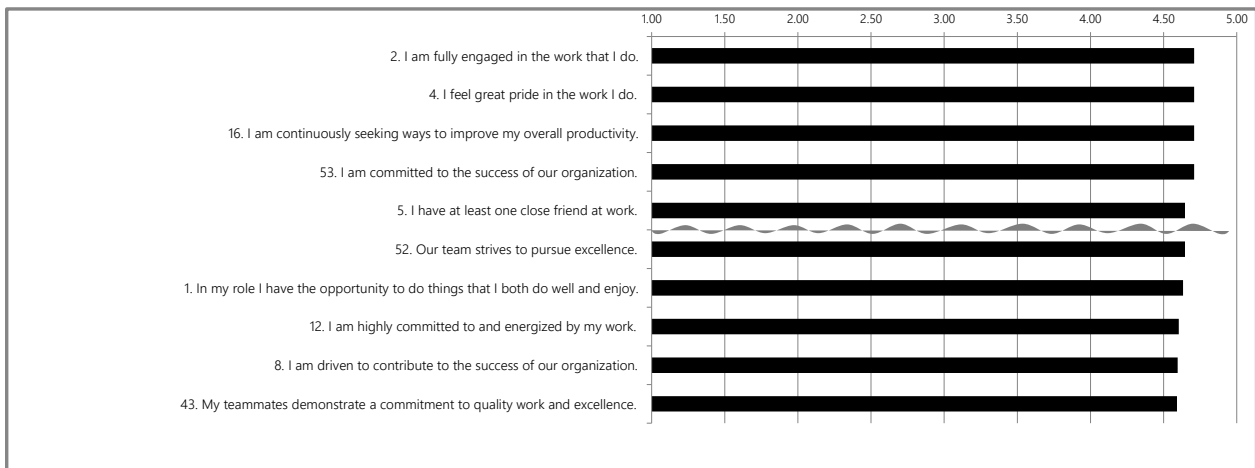 1.00 1.50 2.00 2.50 3.00 3.50 4.00 4.50 5.00
2. I am fully engaged in the work that I do.
4. I feel great pride in the work I do.
16. I am continuously seeking ways to improve my overall productivity.
53. I am committed to the success of our organization.
5. I have at least one close friend at work.
52. Our team strives to pursue excellence.
1. In my role I have the opportunity to do things that I both do well and enjoy.
12. I am highly committed to and energized by my work.
8. I am driven to contribute to the success of our organization.
43. My teammates demonstrate a commitment to quality work and excellence.